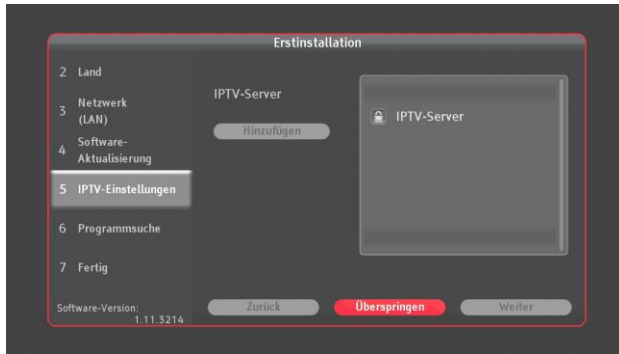 Erstinstallation
2 Land
3 Netzwerk
(LAN)
4 Software-
Aktualisierung
5 IPTV-Einstellungen
6 Programmsuche
7 Fertig
Software-Version:
1.11.3214
IPTV-Server
Hinzufügen
IPTV-Server
Zurück
Überspringen
Weiter